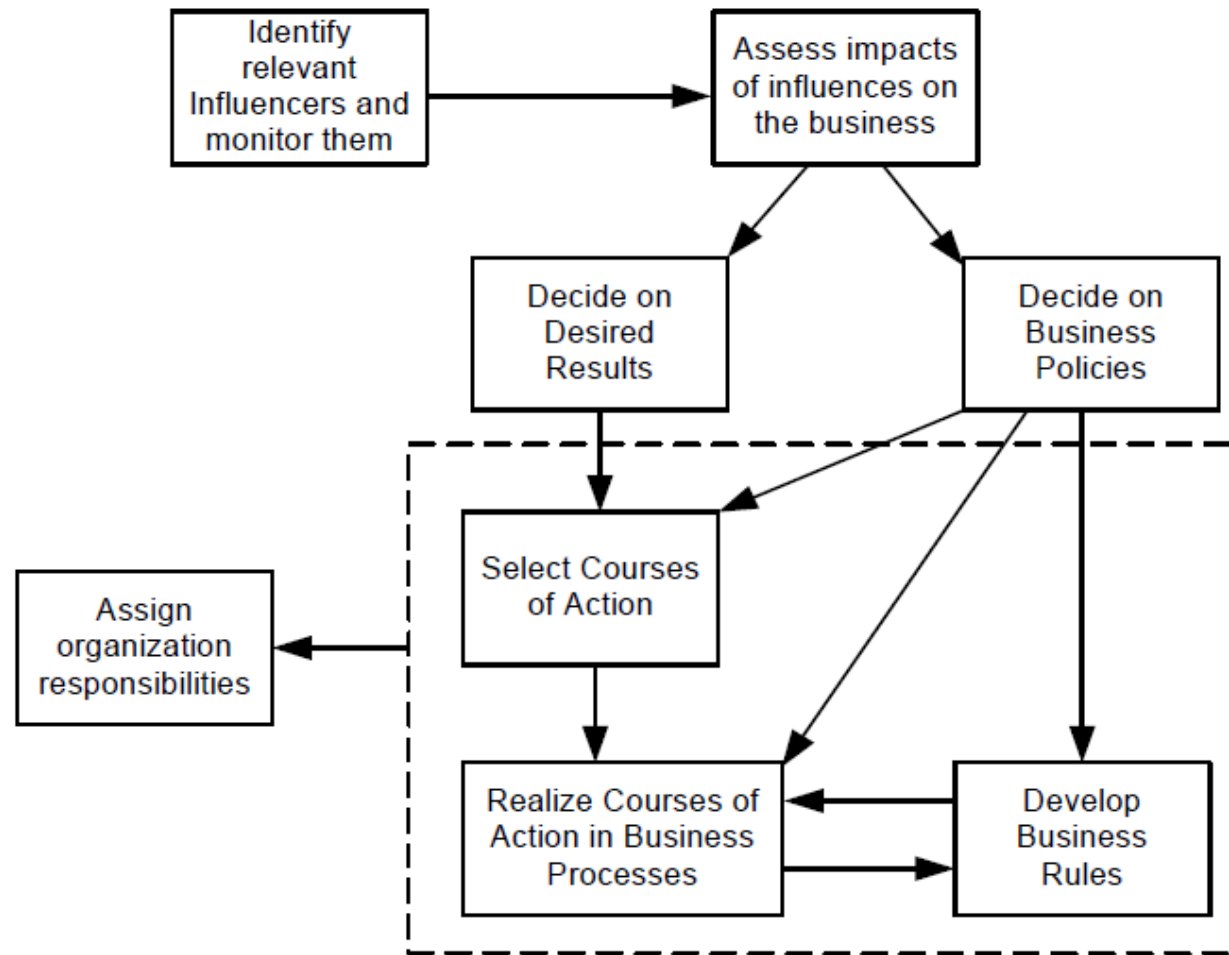 Identify
relevant
Influencers and
monitor them
Assess impacts
of influences on
the business
Decide on
Desired
Results
Decide on
Business
Policies
Select Courses
of Action
Assign
organization
responsibilities
Realize Courses of
Action in Business
Processes
Develop
Business
Rules